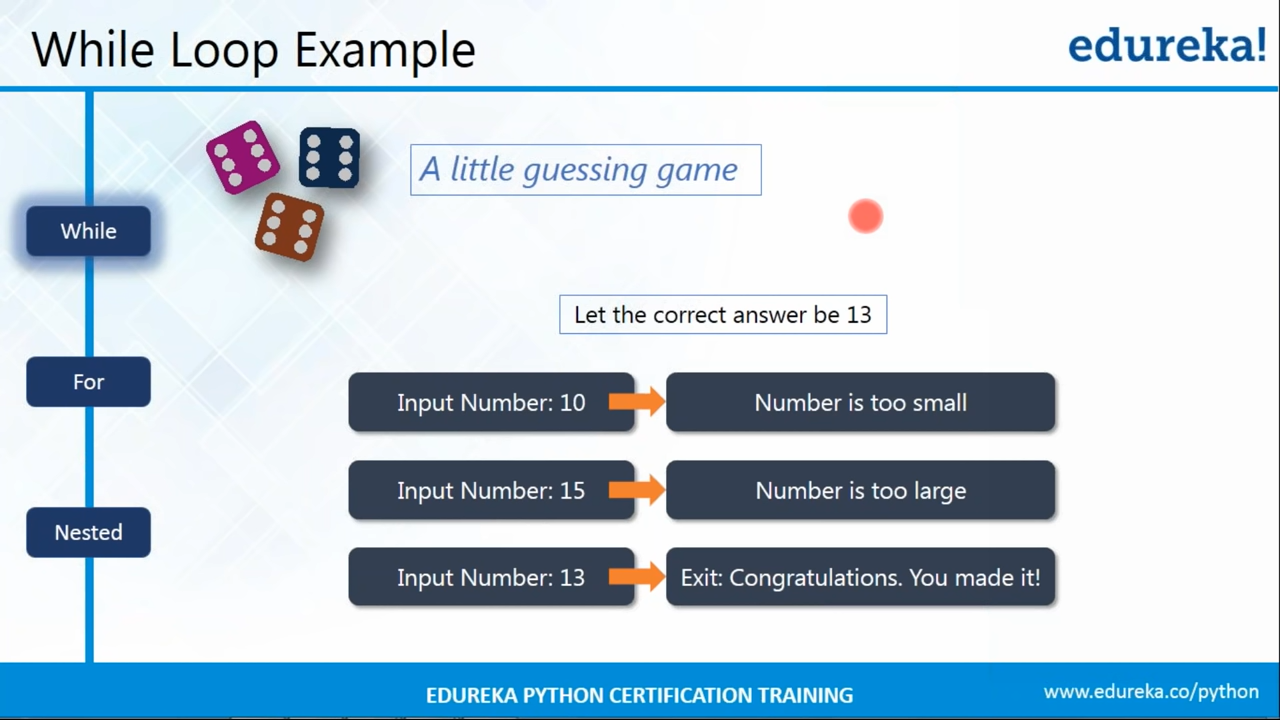 While Loop Example
edureka!
A little guessing game
While
Let the correct answer be 13
For
Input Number: 10
Number is too small
Input Number: 15
Number is too large
Nested
Input Number: 13
Exit: Congratulations. You made it!
EDUREKA PYTHON CERTIFICATION TRAINING
www.edureka.co/python